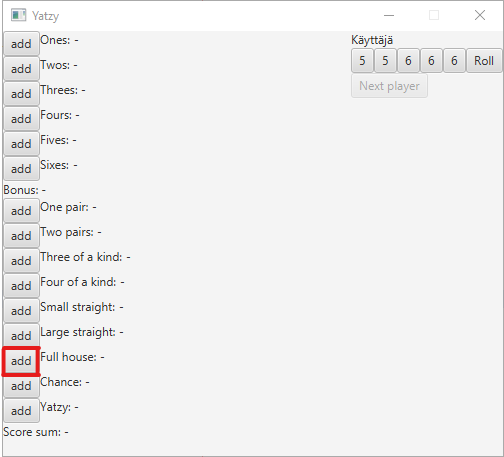 Yatzy
add Ones: -
add Twos: -
add Threes: -
add Fours: -
add Fives: -
add Sixes: -
Bonus: -
add One pair: -
add Two pairs: -
add Three of a kind: -
add Four of a kind: -
add Small straight: -
add Large straight: -
add Full house: -
add Chance: -
add Yatzy: -
Score sum: -
Käyttäjä
5 5 6 6 6 Roll
Next player